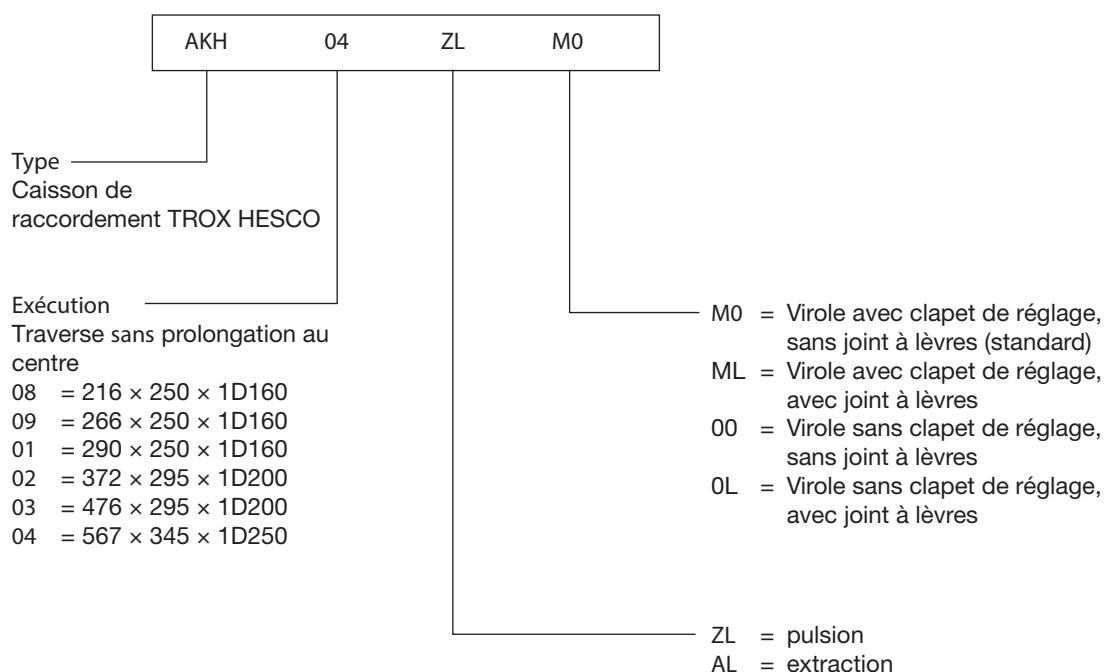 AKH 04 ZL M0
Type
Caisson de
raccordement TROX HESCO
Exécution
Traverse sans prolongation au
centre
08 = 216 × 250 × 1D160
09 = 266 × 250 × 1D160
01 = 290 × 250 × 1D160
02 = 372 × 295 × 1D200
03 = 476 × 295 × 1D200
04 = 567 × 345 × 1D250
M0 = Virole avec clapet de réglage,
sans joint à lèvres (standard)
ML = Virole avec clapet de réglage,
avec joint à lèvres
00 = Virole sans clapet de réglage,
sans joint à lèvres
0L = Virole sans clapet de réglage,
avec joint à lèvres
ZL = pulsion
AL = extraction